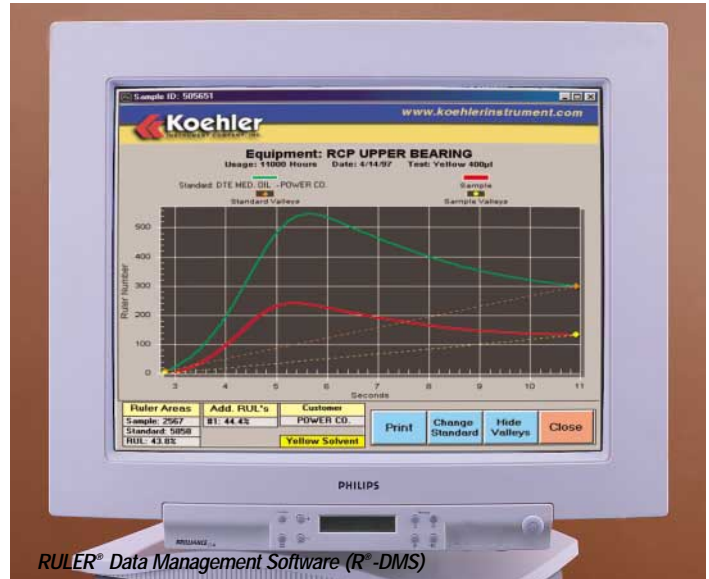 Sample ID: 505651
www.koehlerinstrument.com
Koehler
INSTRUMENT COMPANY, INC.
Equipment: RCP UPPER BEARING
Usage: 11000 Hours Date: 4/14/97 Test: Yellow 400µl
Standard: DTE MED. OIL -POWER CO. Sample
Standard Valleys Sample Valleys
Ruler Number
500
400
300
200
100
0
3 4 5 6 7 8 9 10 11
Seconds
Ruler Areas Add. RUL's Customer
Sample: 2567 #1: 44.4% POWER CO.
Standard: 5858
RUL: 43.8% Yellow Solvent
Print Change Standard Hide Valleys Close
PHILIPS
BRILLIANCE
RULER® Data Management Software (R®-DMS)